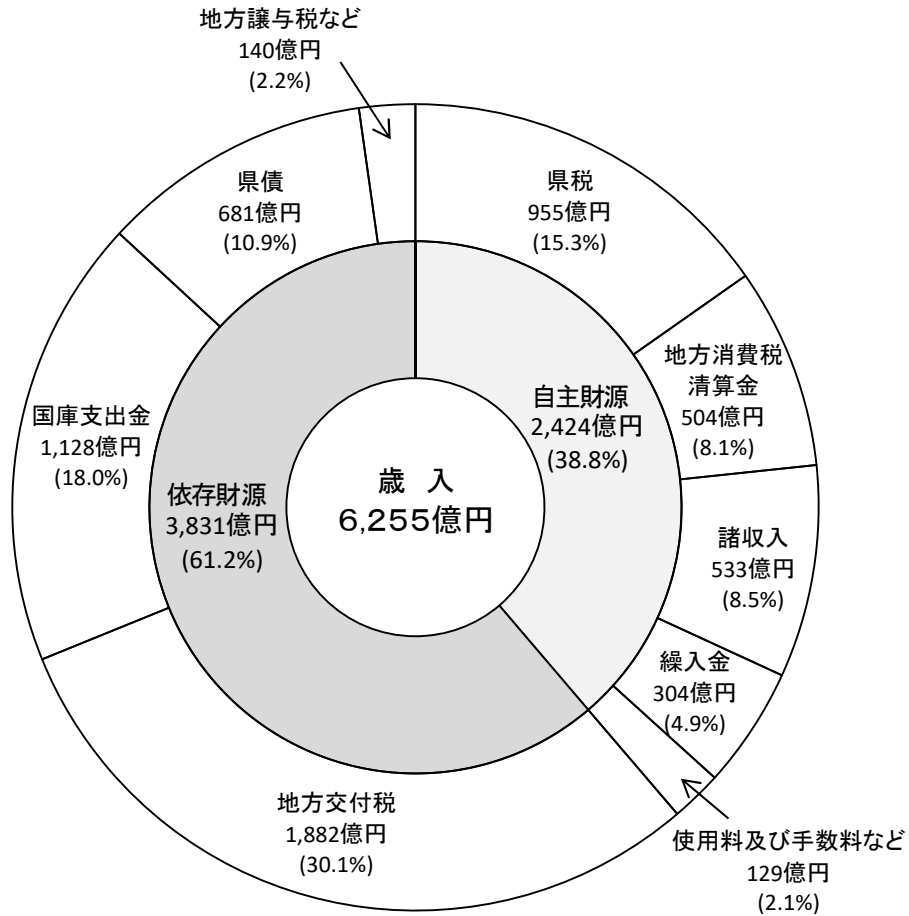 地方譲与税など
140億円
(2.2%)
県債
681億円
(10.9%)
県税
955億円
(15.3%)
地方消費税
清算金
504億円
(8.1%)
国庫支出金
1,128億円
(18.0%)
自主財源
2,424億円
(38.8%)
依存財源
3,831億円
(61.2%)
歳 入
6,255億円
諸収入
533億円
(8.5%)
繰入金
304億円
(4.9%)
地方交付税
1,882億円
(30.1%)
使用料及び手数料など
129億円
(2.1%)